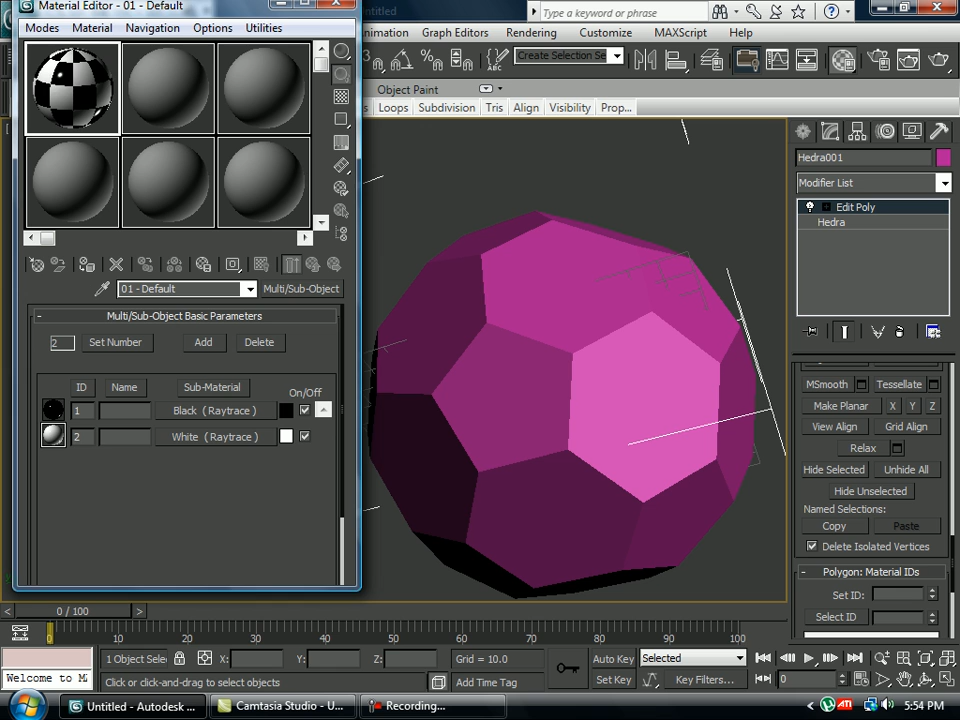 Material Editor - 01 - Default
Untitled
Type a keyword or phrase
Modes Material Navigation Options Utilities
Animation Graph Editors Rendering Customize MAXScript Help
3
Create Selection Se
ABC
Object Paint
Loops Subdivision Tris Align Visibility Prop...
Hedra001
Modifier List
Edit Poly
Hedra
01 - Default
Multi/Sub-Object
Multi/Sub-Object Basic Parameters
2 Set Number Add Delete
ID Name Sub-Material On/Off
1 Black ( Raytrace )
2 White ( Raytrace )
MSmooth Tessellate
Make Planar X Y Z
View Align Grid Align
Relax
Hide Selected Unhide All
Hide Unselected
Named Selections:
Copy Paste
Delete Isolated Vertices
Polygon: Material IDs
Set ID:
Select ID
< 0 / 100 >
0 10 20 30 40 50 60 70 80 90 100
1 Object Sele X: Y: Z: Grid = 10.0 Auto Key Selected
Welcome to M
Click or click-and-drag to select objects Add Time Tag Set Key Key Filters... 0
Untitled - Autodesk ... Camtasia Studio - U... Recording... ATI 5:54 PM